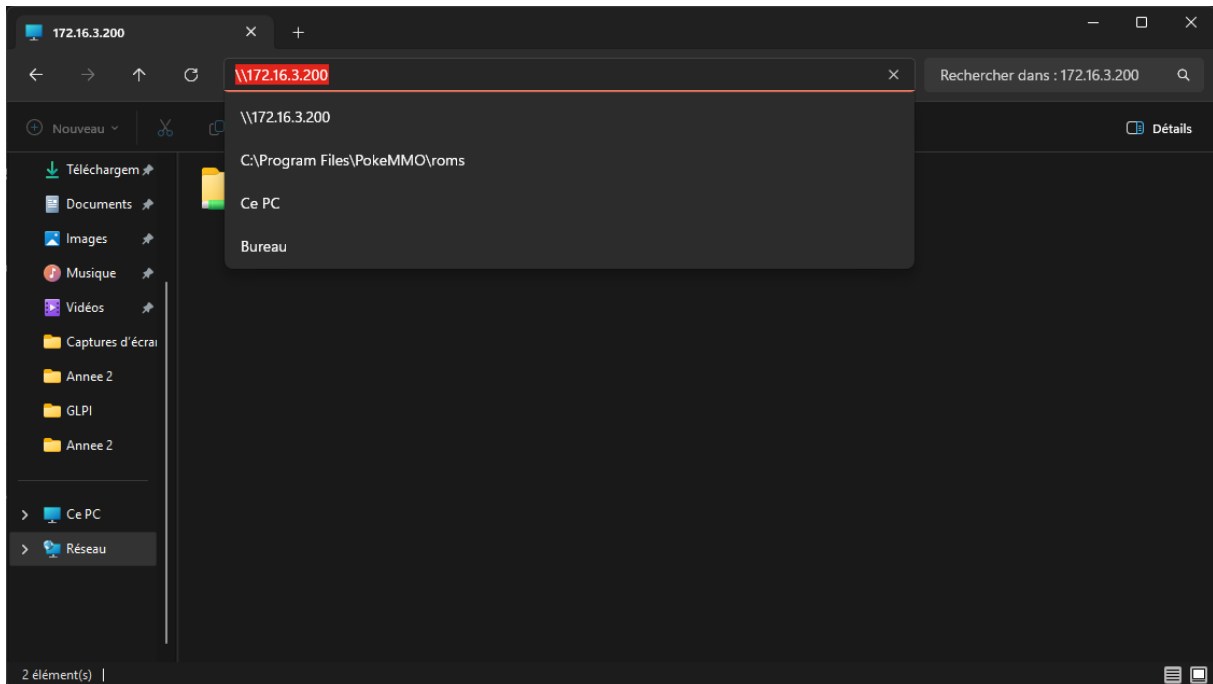 172.16.3.200
\\172.16.3.200
Rechercher dans : 172.16.3.200
Nouveau
Détails
\\172.16.3.200
C:\Program Files\PokeMMO\roms
Ce PC
Bureau
Téléchargem
Documents
Images
Musique
Vidéos
Captures d'écra
Annee 2
GLPI
Annee 2
Ce PC
Réseau
2 élément(s)